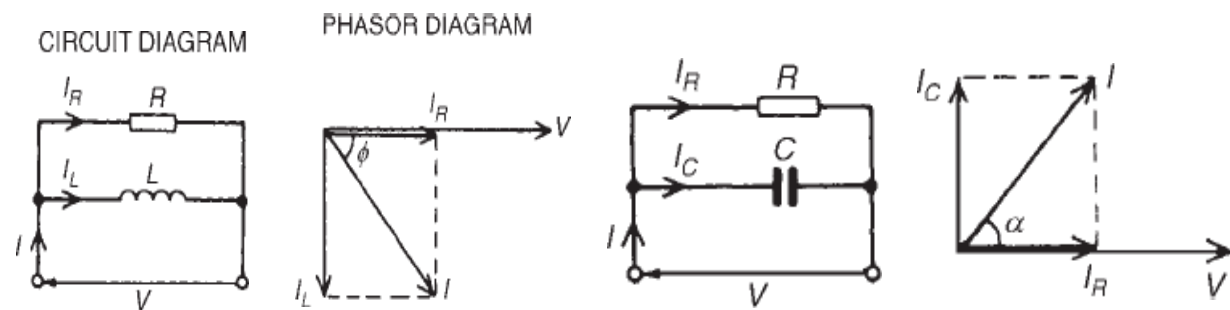 CIRCUIT DIAGRAM
I_R R
I_L L
I
V
PHASOR DIAGRAM
I_R
V
ϕ
I_L I
I_R R
I_C C
I
V
I_C I
α
I_R V